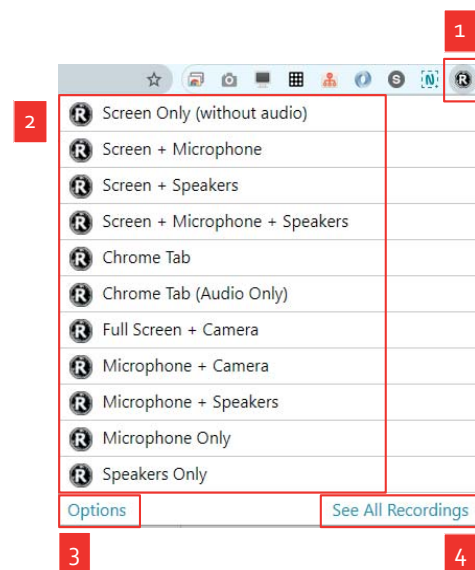 1
S N R
2
R Screen Only (without audio)
R Screen + Microphone
R Screen + Speakers
R Screen + Microphone + Speakers
R Chrome Tab
R Chrome Tab (Audio Only)
R Full Screen + Camera
R Microphone + Camera
R Microphone + Speakers
R Microphone Only
R Speakers Only
Options See All Recordings
3 4